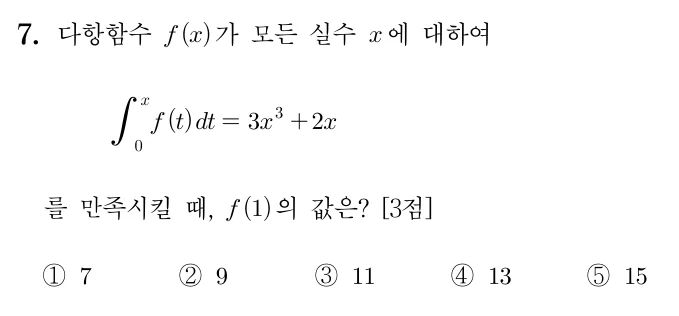 7. 다항함수 f(x)가 모든 실수 x에 대하여
∫₀ˣ f(t)dt = 3x³ + 2x
를 만족시킬 때, f(1)의 값은? [3점]
① 7 ② 9 ③ 11 ④ 13 ⑤ 15